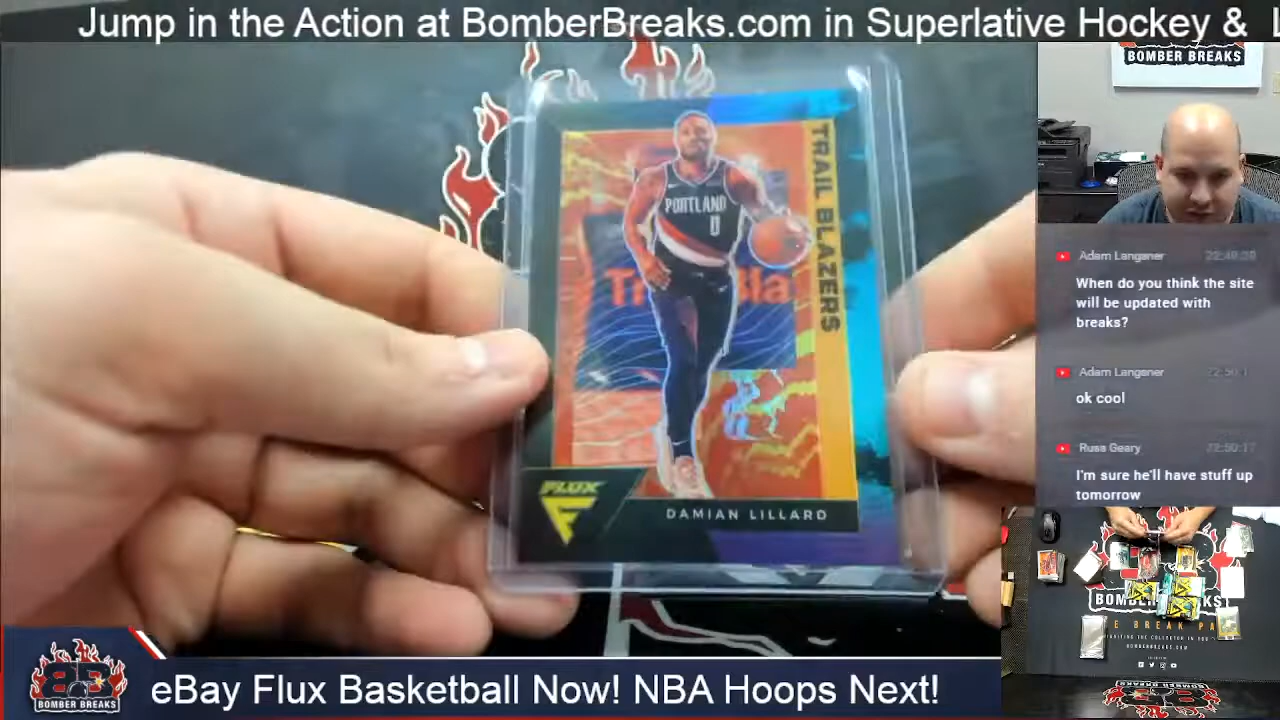 Jump in the Action at BomberBreaks.com in Superlative Hockey &
BOMBER BREAKS
TRAIL BLAZERS
PORTLAND
0
FLUX
DAMIAN LILLARD
Adam Langsner
When do you think the site
will be updated with
breaks?
Adam Langsner
ok cool
Russ Geary
I'm sure he'll have stuff up
tomorrow
BOMBER BREAKS
eBay Flux Basketball Now! NBA Hoops Next!